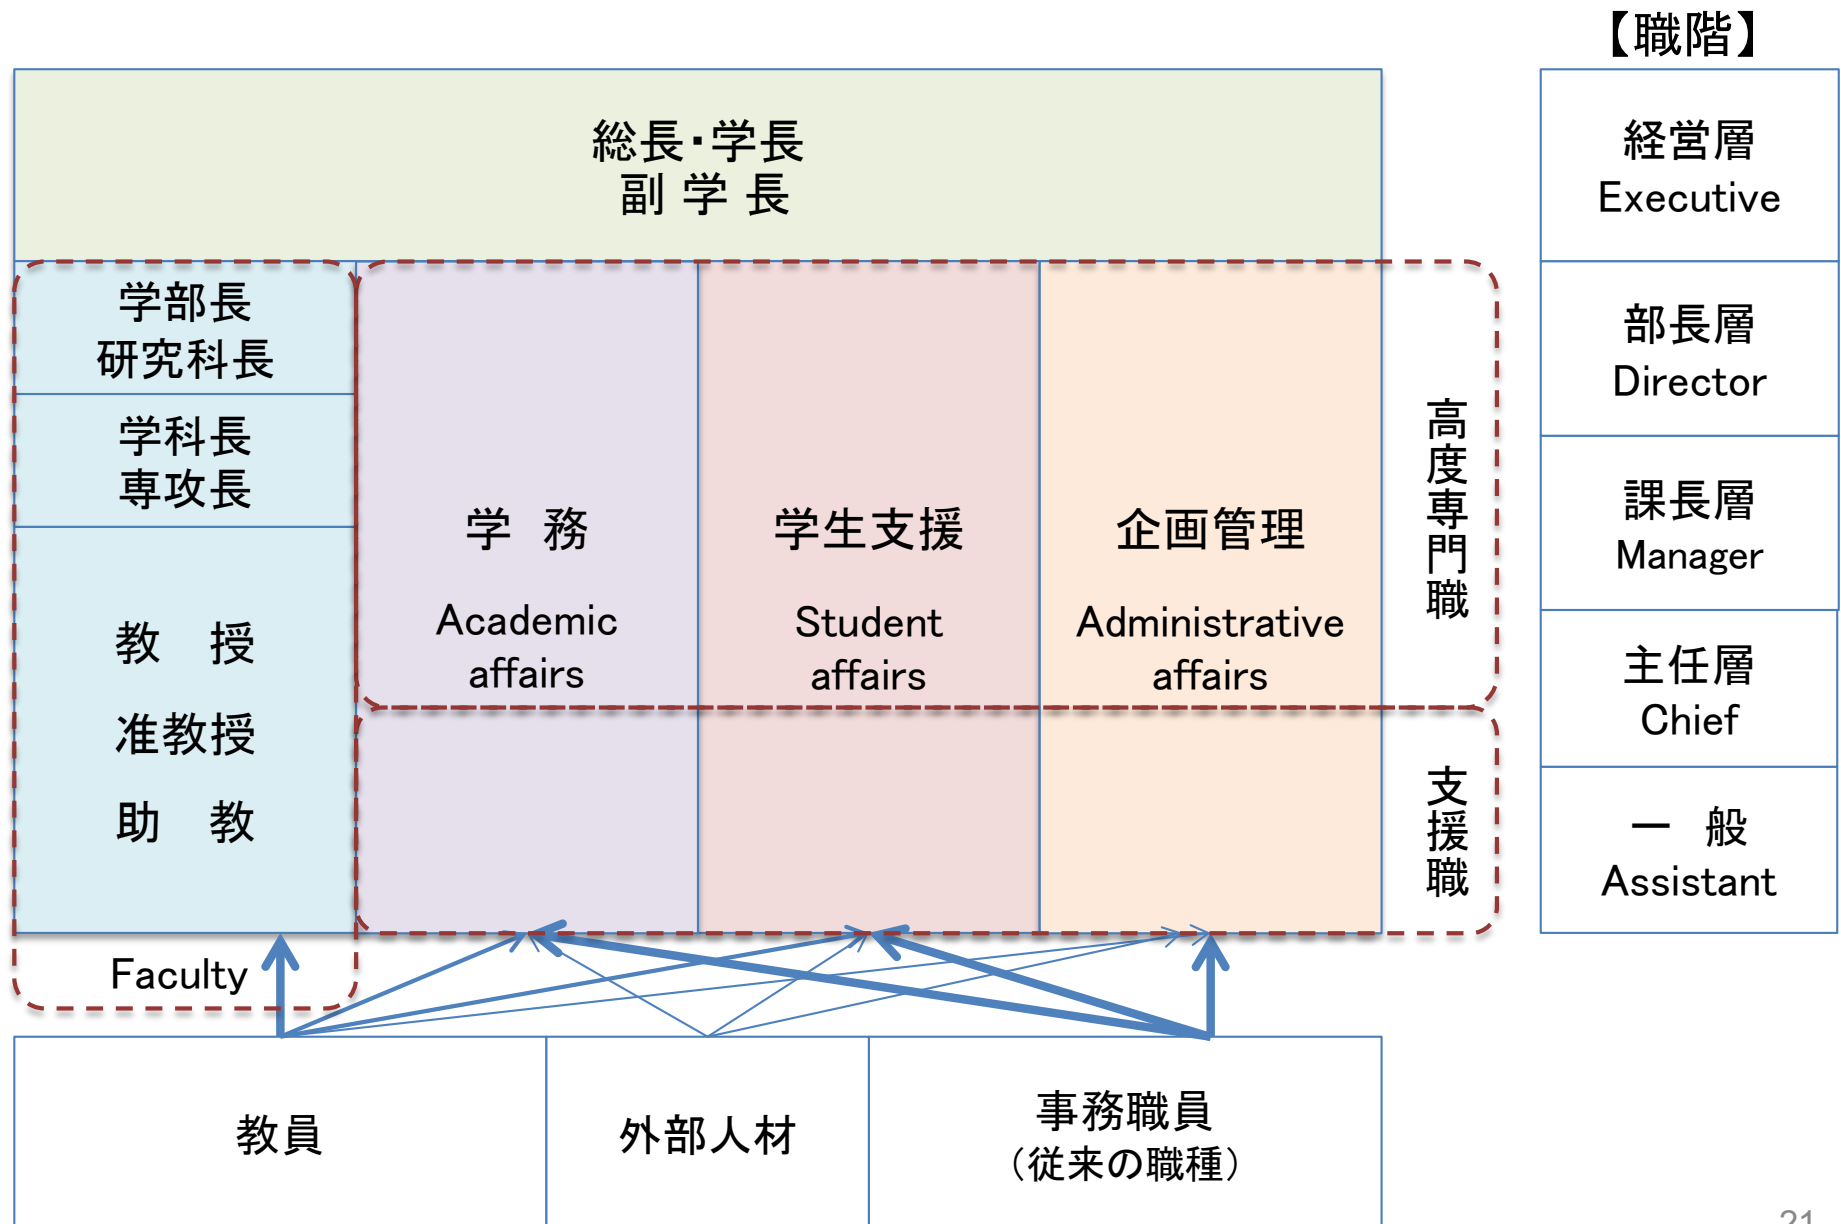 【職階】
総長・学長
副 学 長
経営層
Executive
学部長
研究科長
学科長
専攻長
教　授
准教授
助　教
Faculty
学　務
Academic
affairs
学生支援
Student
affairs
企画管理
Administrative
affairs
高度専門職
支援職
部長層
Director
課長層
Manager
主任層
Chief
一　般
Assistant
教員
外部人材
事務職員
（従来の職種）
21